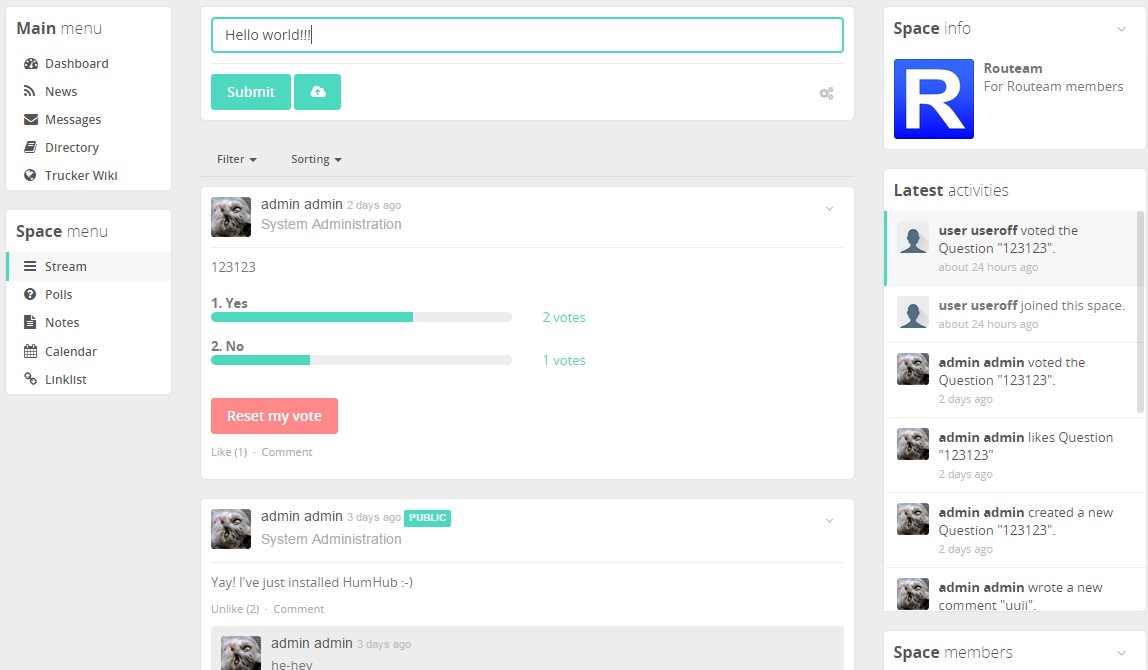 Main menu
Dashboard
News
Messages
Directory
Trucker Wiki
Space menu
Stream
Polls
Notes
Calendar
Linklist
Hello world!!!
Submit
Filter
Sorting
admin admin 2 days ago
System Administration
123123
1. Yes
2 votes
2. No
1 votes
Reset my vote
Like (1) · Comment
admin admin 3 days ago PUBLIC
System Administration
Yay! I've just installed HumHub :-)
Unlike (2) · Comment
admin admin 3 days ago
he-hey
Space info
R
Routeam
For Routeam members
Latest activities
user useroff voted the
Question "123123".
about 24 hours ago
user useroff joined this space.
about 24 hours ago
admin admin voted the
Question "123123".
2 days ago
admin admin likes Question
"123123"
2 days ago
admin admin created a new
Question "123123".
2 days ago
admin admin wrote a new
Space members